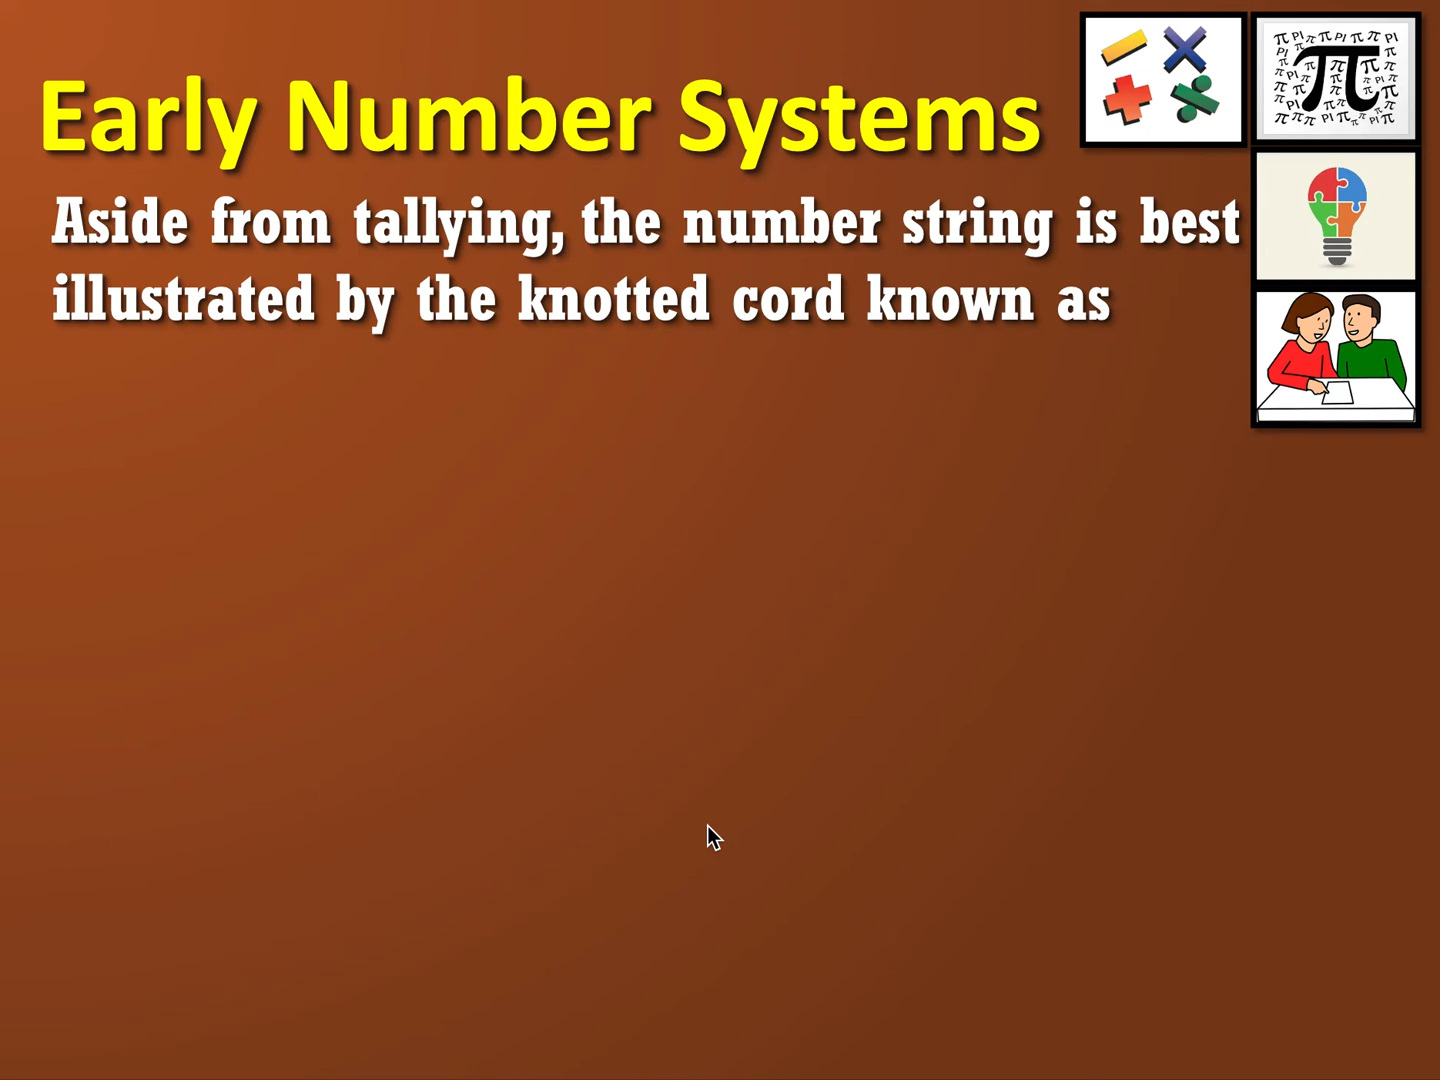 Early Number Systems
Aside from tallying, the number string is best
illustrated by the knotted cord known as